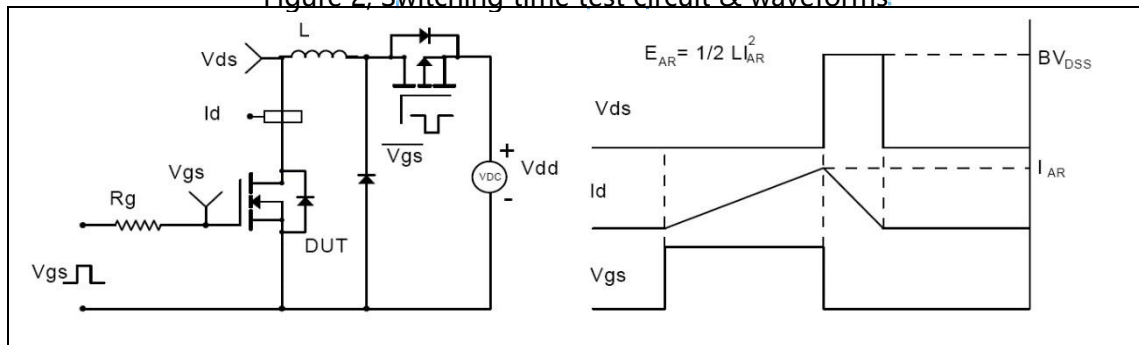 Figure 2, Switching time test circuit & waveforms
L
Vds
Id
Vgs
Vgs
+
VDC
Vdd
-
Rg
DUT
Vgs
E_AR = 1/2 LI_AR^2
BV_DSS
Vds
I_AR
Id
Vgs